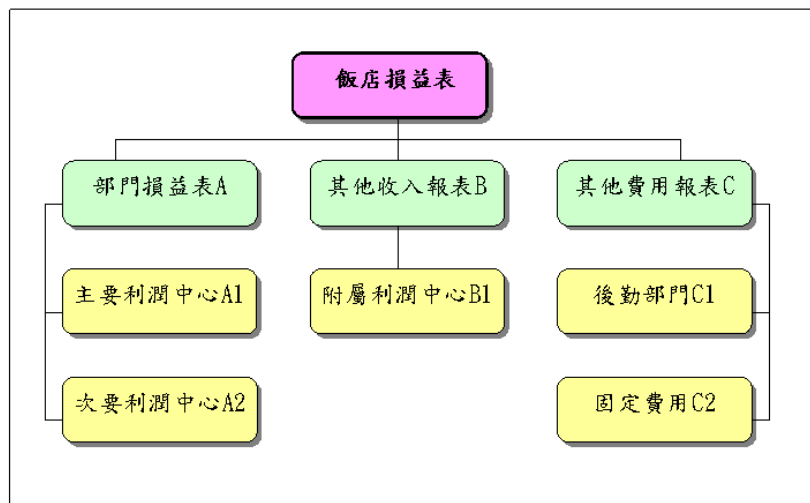 飯店損益表
部門損益表A
其他收入報表B
其他費用報表C
主要利潤中心A1
附屬利潤中心B1
後勤部門C1
次要利潤中心A2
固定費用C2